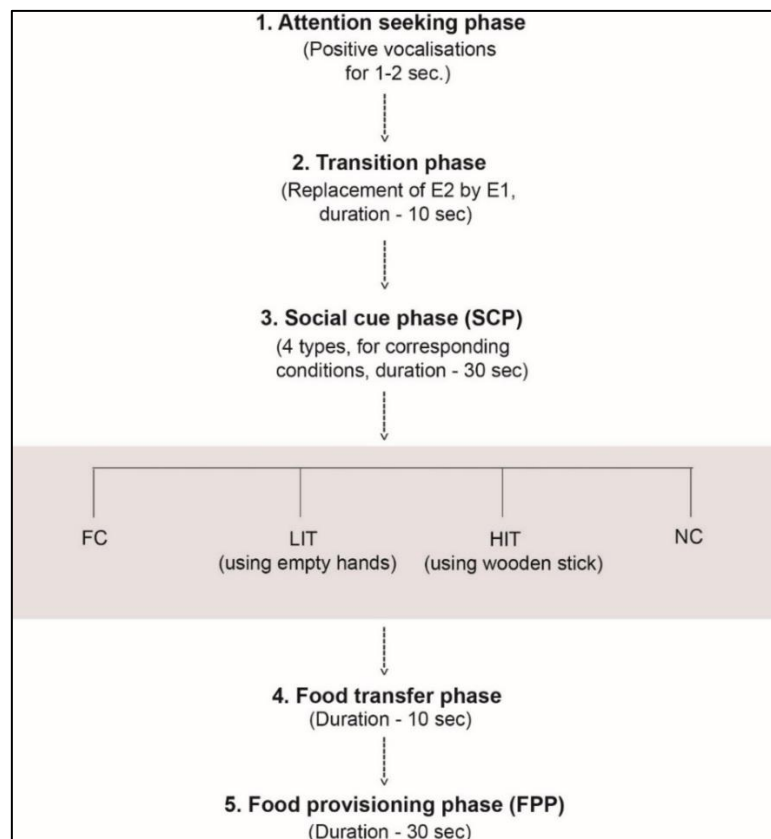 1. Attention seeking phase
(Positive vocalisations
for 1-2 sec.)
2. Transition phase
(Replacement of E2 by E1,
duration - 10 sec)
3. Social cue phase (SCP)
(4 types, for corresponding
conditions, duration - 30 sec)
FC LIT HIT NC
(using empty hands) (using wooden stick)
4. Food transfer phase
(Duration - 10 sec)
5. Food provisioning phase (FPP)
(Duration - 30 sec)